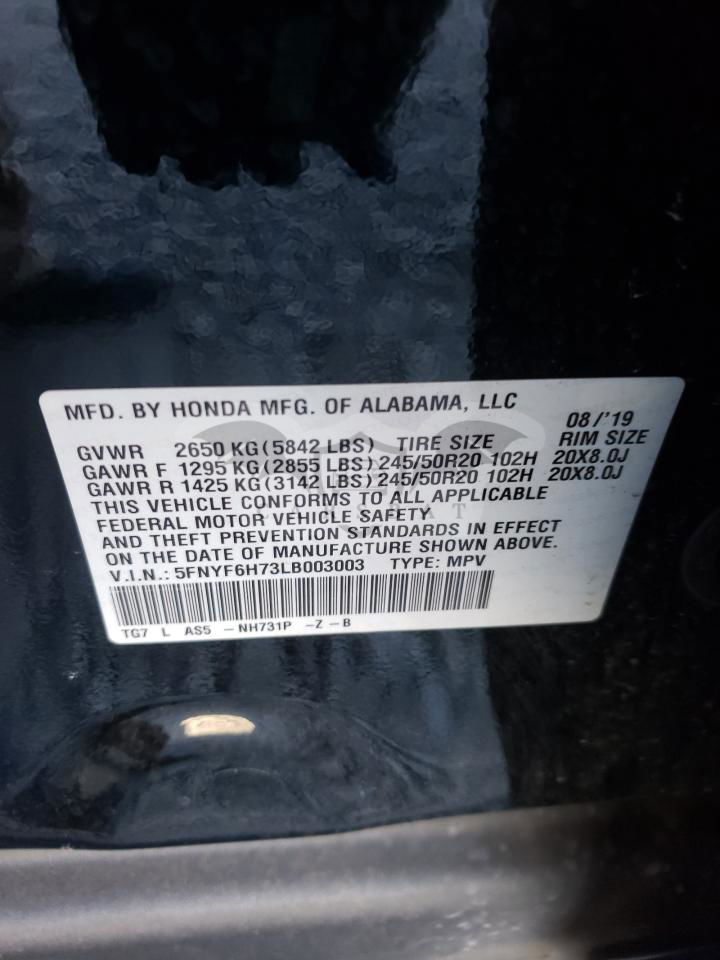 MFD. BY HONDA MFG. OF ALABAMA, LLC 08/'19
GVWR 2650 KG(5842 LBS) TIRE SIZE RIM SIZE
GAWR F 1295 KG(2855 LBS)245/50R20 102H 20X8.0J
GAWR R 1425 KG(3142 LBS)245/50R20 102H 20X8.0J
THIS VEHICLE CONFORMS TO ALL APPLICABLE
FEDERAL MOTOR VEHICLE SAFETY
AND THEFT PREVENTION STANDARDS IN EFFECT
ON THE DATE OF MANUFACTURE SHOWN ABOVE.
V.I.N.:5FNYF6H73LB003003 TYPE: MPV
TG7 L AS5 -NH731P -Z-B